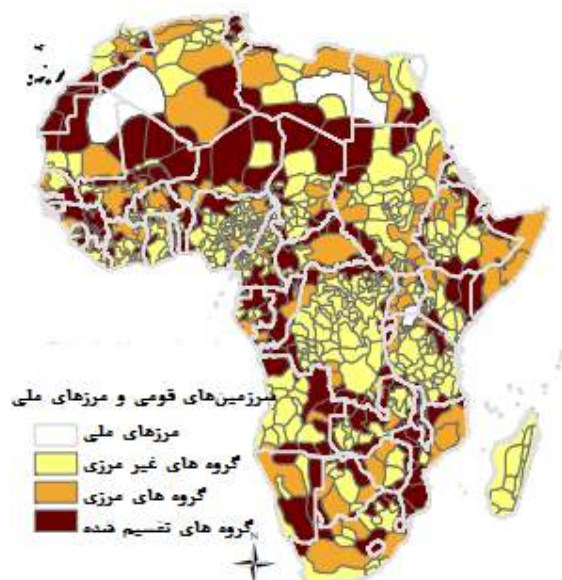 سرزمین‌های قومی و مرزهای ملی
مرزهای ملی
گروه های غیر مرزی
گروه های مرزی
گروه های تقسیم شده
N